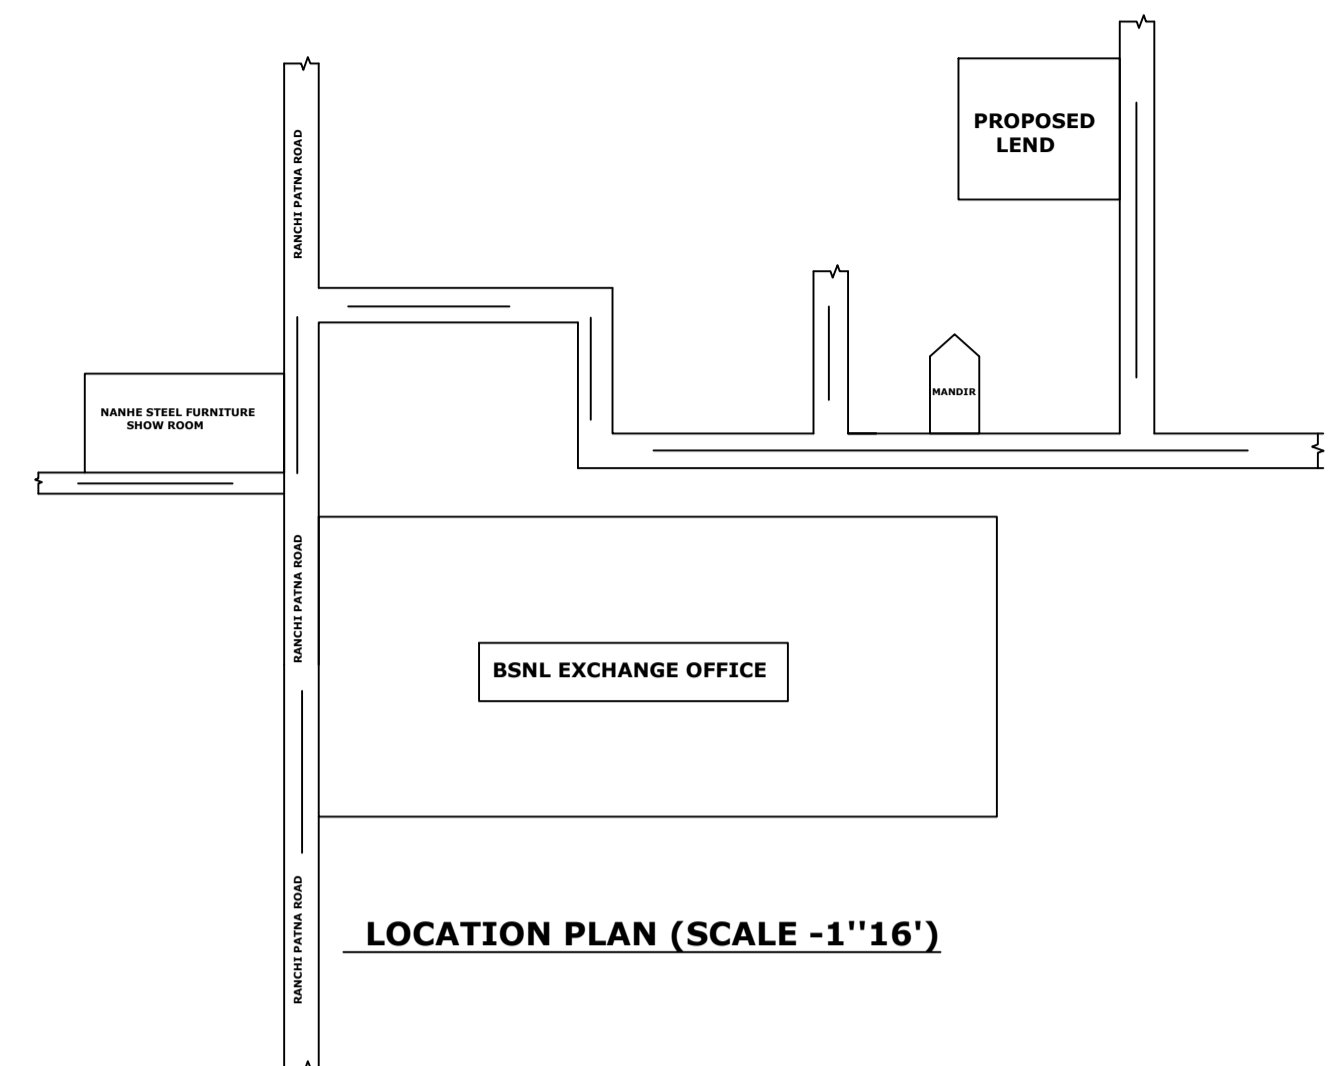 RANCHI PATNA ROAD
PROPOSED
LEND
MANDIR
NANHE STEEL FURNITURE
SHOW ROOM
RANCHI PATNA ROAD
BSNL EXCHANGE OFFICE
RANCHI PATNA ROAD
LOCATION PLAN (SCALE -1''16')